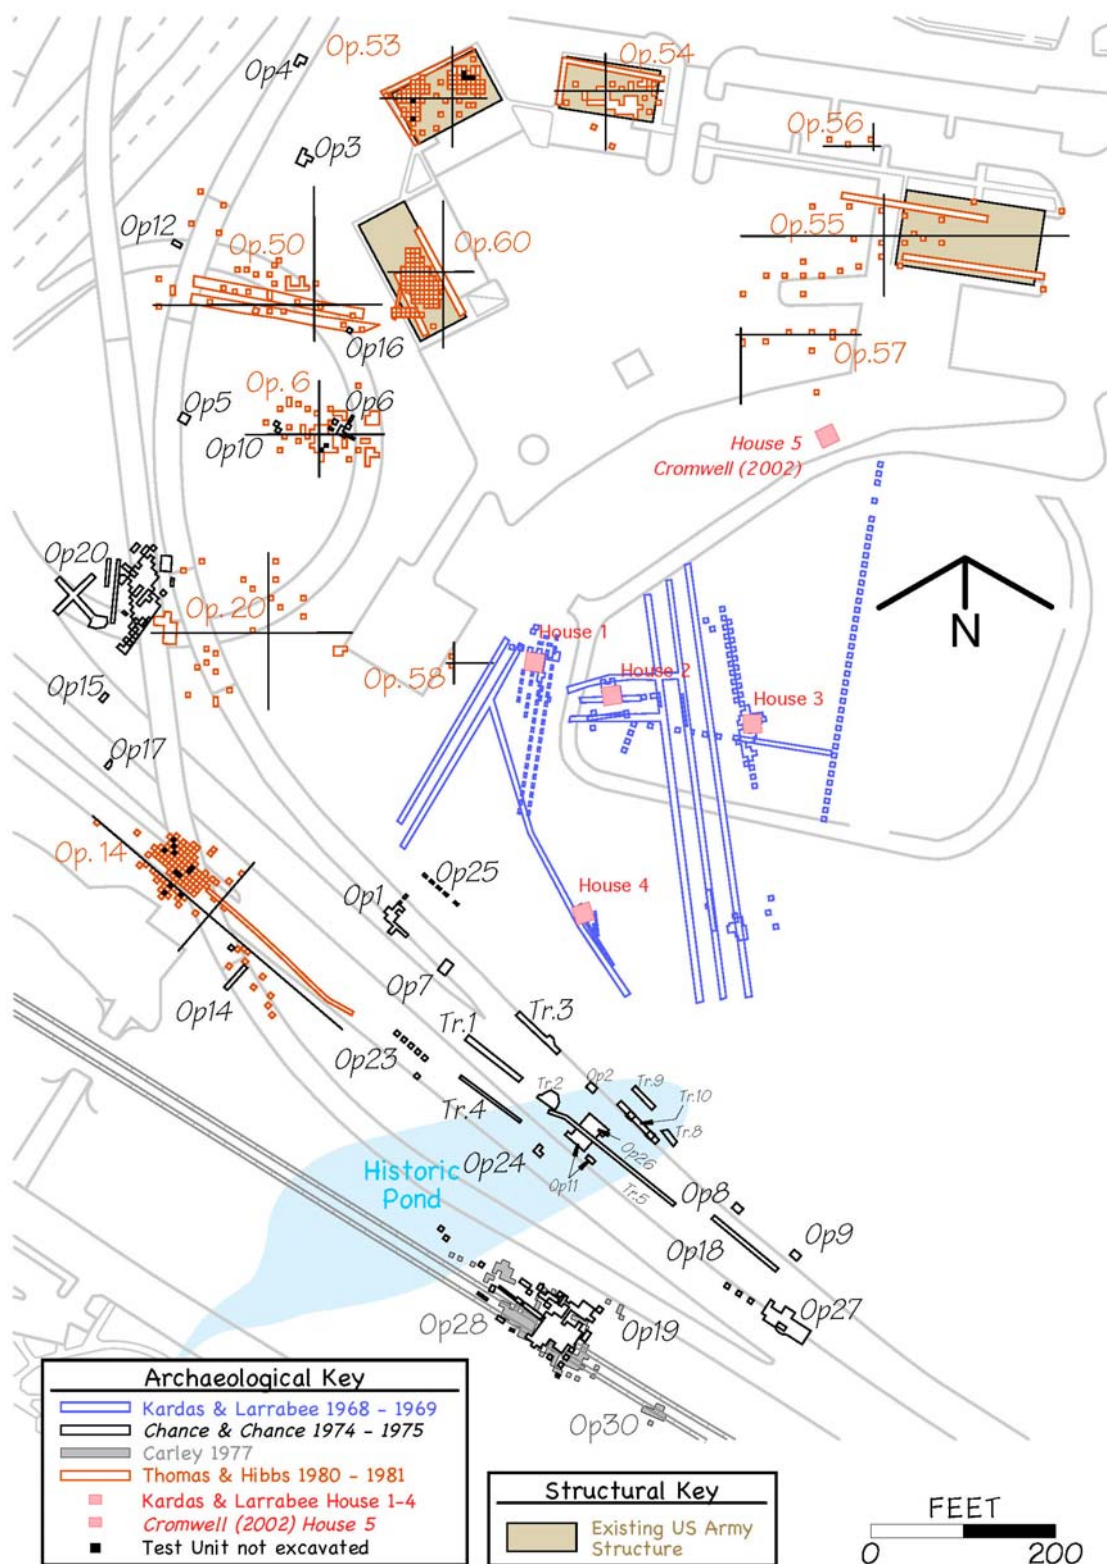 Op4
Op.53
Op.54
Op.56
Op3
Op12
Op.50
Op.60
Op.55
Op16
Op.57
Op.6
Op6
Op5
Op10
House 5
Cromwell (2002)
N
Op20
Op.20
House 1
Op.58
House 2
House 3
Op15
Op17
Op.14
Op25
Op1
House 4
Op7
Op14
Tr.3
Tr.1
Op23
Tr.2
Op2
Tr.9
Tr.10
Tr.4
Tr.8
Op24
Op26
Op11
Tr.5
Historic
Pond
Op8
Op18
Op9
Op28
Op19
Op27
Op30
Archaeological Key
Kardas & Larrabee 1968 - 1969
Chance & Chance 1974 - 1975
Carley 1977
Thomas & Hibbs 1980 - 1981
Kardas & Larrabee House 1-4
Cromwell (2002) House 5
Test Unit not excavated
Structural Key
Existing US Army
Structure
FEET
0 200